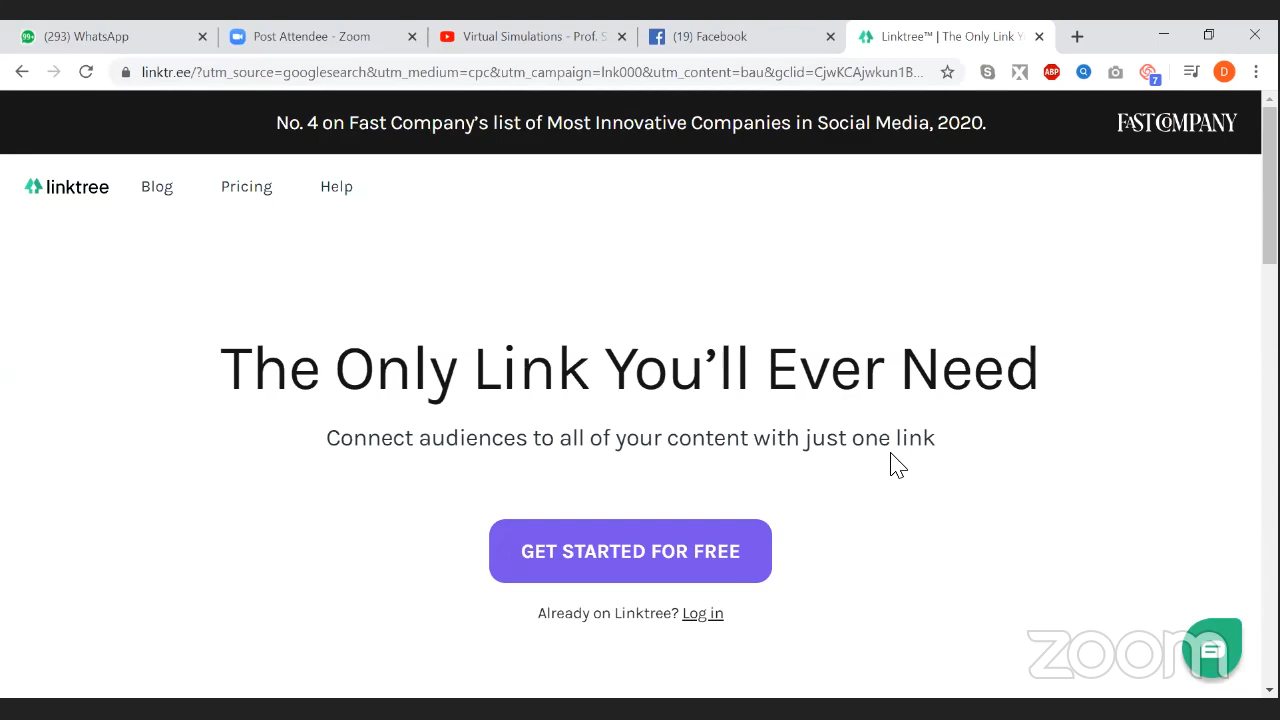 99+ (293) WhatsApp
Post Attendee - Zoom
Virtual Simulations - Prof. S
(19) Facebook
Linktree™ | The Only Link Y
linktr.ee/?utm_source=googlesearch&utm_medium=cpc&utm_campaign=lnk000&utm_content=bau&gclid=CjwKCAjwkun1B...
ABP
7
D
No. 4 on Fast Company's list of Most Innovative Companies in Social Media, 2020.
FAST COMPANY
linktree
Blog
Pricing
Help
The Only Link You'll Ever Need
Connect audiences to all of your content with just one link
GET STARTED FOR FREE
Already on Linktree? Log in
zoom